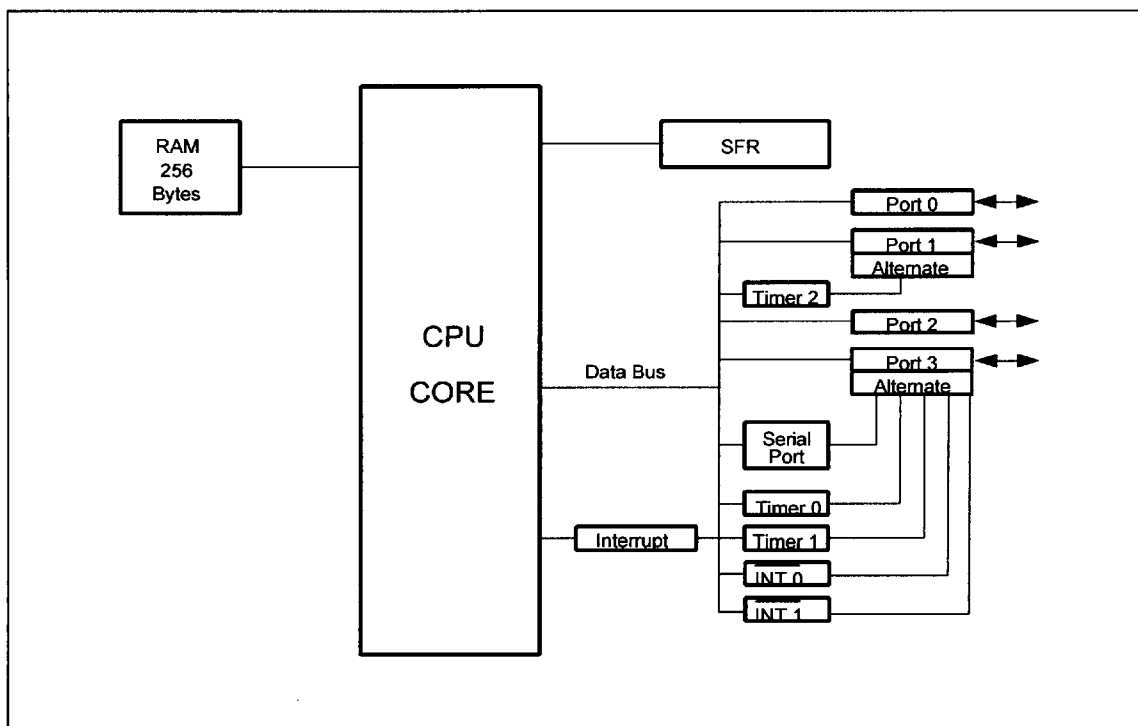 RAM
256
Bytes
CPU
CORE
SFR
Port 0
Port 1
Alternate
Timer 2
Port 2
Port 3
Alternate
Data Bus
Serial
Port
Timer 0
Interrupt
Timer 1
INT 0
INT 1